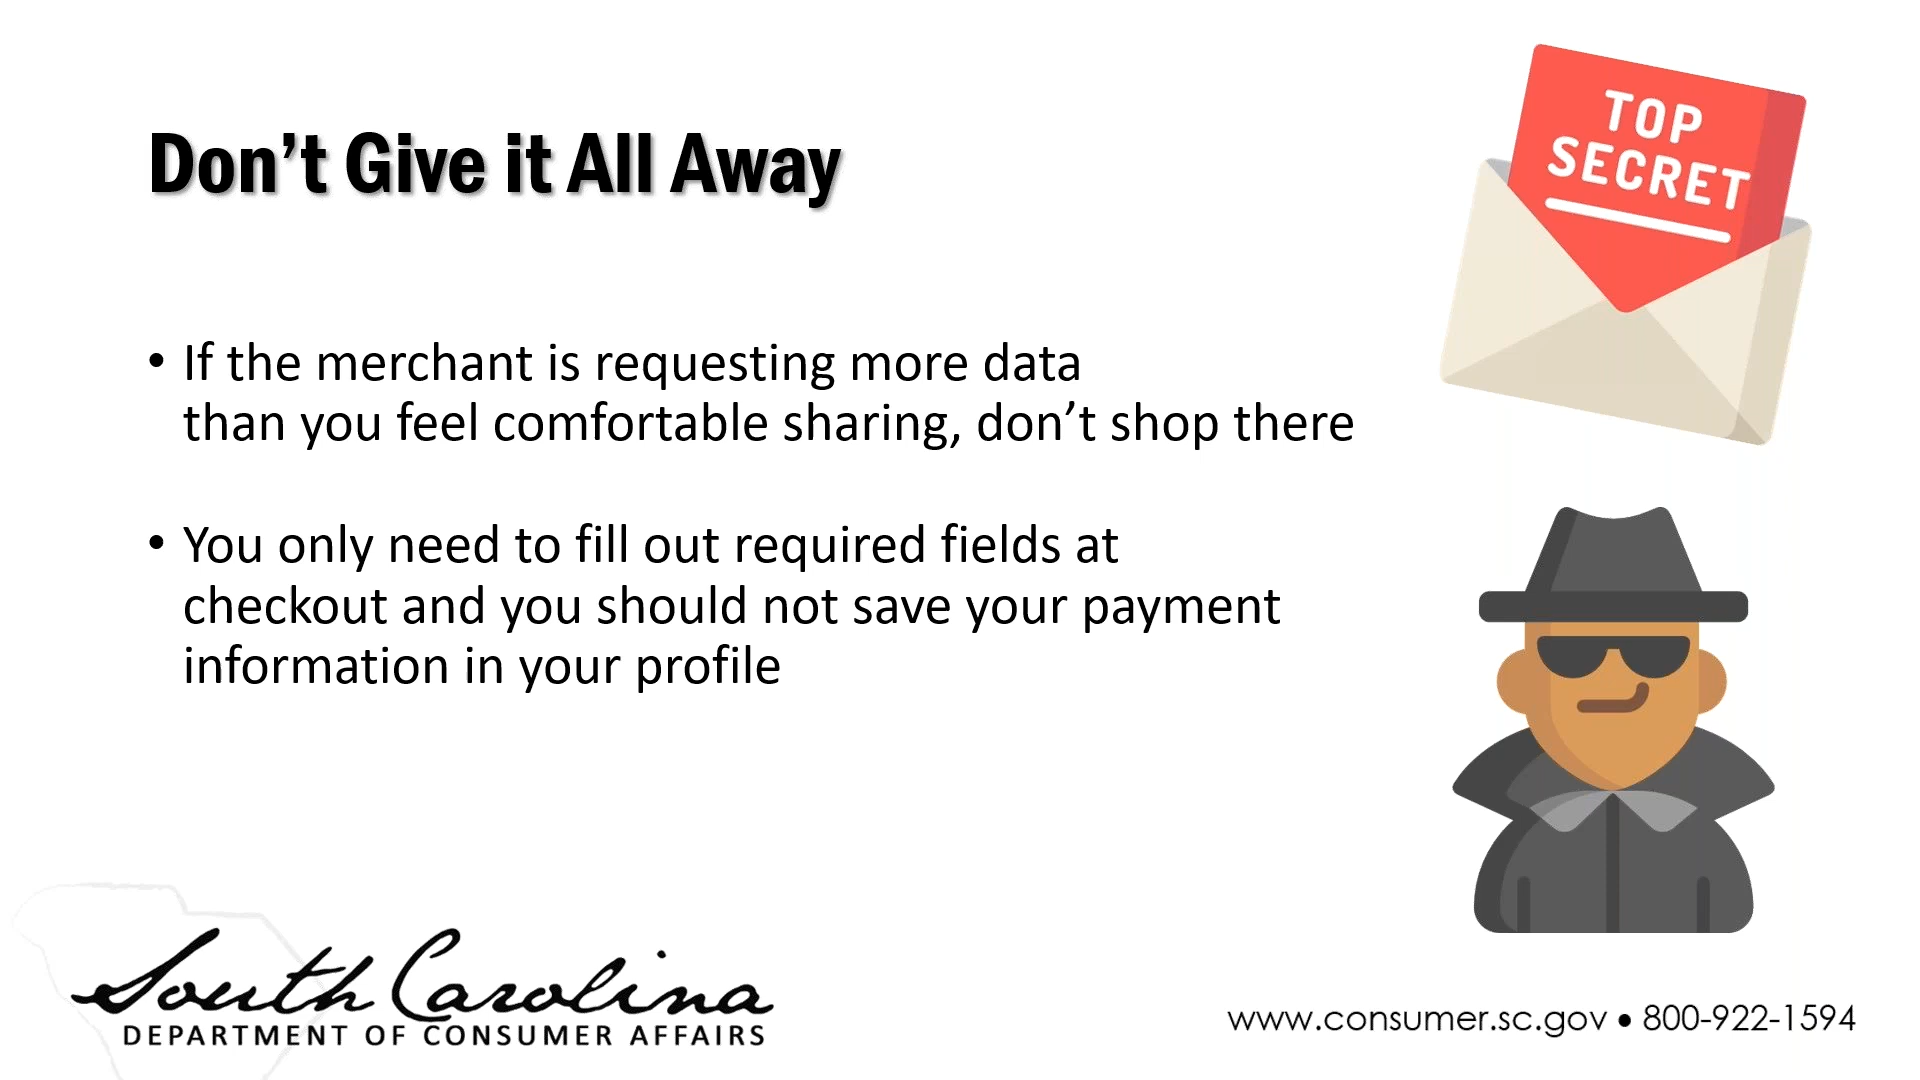 Don’t Give it All Away
TOP
SECRET
• If the merchant is requesting more data
than you feel comfortable sharing, don’t shop there
• You only need to fill out required fields at
checkout and you should not save your payment
information in your profile
South Carolina
DEPARTMENT OF CONSUMER AFFAIRS
www.consumer.sc.gov • 800-922-1594